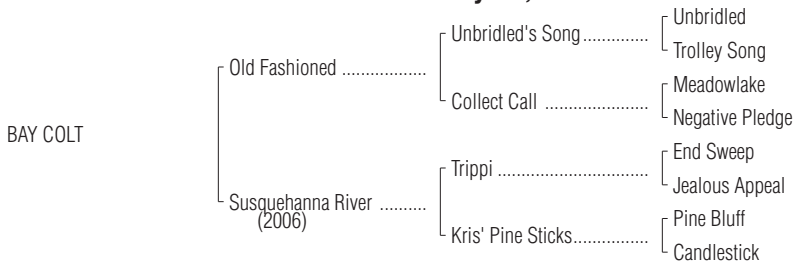 Unbridled
Unbridled's Song..............
Trolley Song
Old Fashioned ..................
Meadowlake
Collect Call ......................
Negative Pledge
BAY COLT
End Sweep
Trippi ................................
Jealous Appeal
Susquehanna River ..........
(2006)
Pine Bluff
Kris' Pine Sticks................
Candlestick